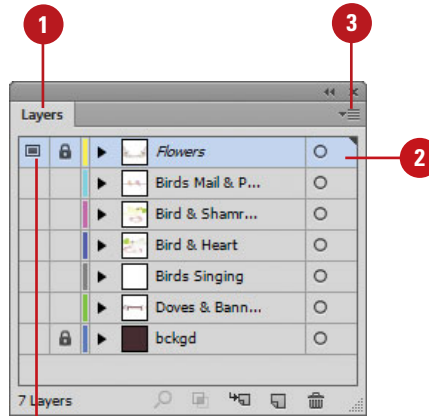 1
3
Layers
Flowers
2
Birds Mail & P...
Bird & Shamr...
Bird & Heart
Birds Singing
Doves & Bann...
bckgd
7 Layers